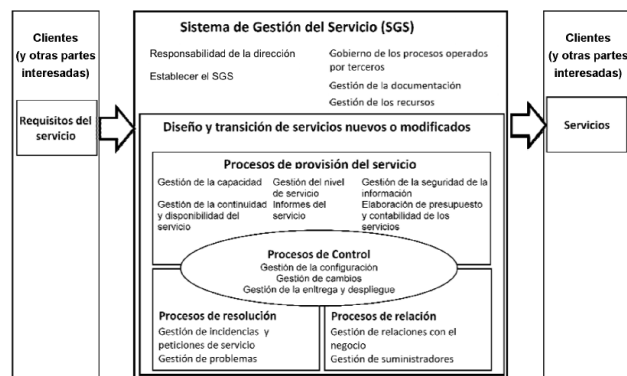 Clientes
(y otras partes
interesadas)
Requisitos del
servicio
Sistema de Gestión del Servicio (SGS)
Responsabilidad de la dirección
Establecer el SGS
Gobierno de los procesos operados
por terceros
Gestión de la documentación
Gestión de los recursos
Diseño y transición de servicios nuevos o modificados
Procesos de provisión del servicio
Gestión de la capacidad
Gestión de la continuidad
y disponibilidad del
servicio
Gestión del nivel
de servicio
Informes del
servicio
Gestión de la seguridad de la
información
Elaboración de presupuesto
y contabilidad de los
servicios
Procesos de Control
Gestión de la configuración
Gestión de cambios
Gestión de la enltrega y despliegue
Procesos de resolución
Gestión de incidencias y
peticiones de servicio
Gestión de problemas
Procesos de relación
Gestión de relaciones con el
negocio
Gestión de suministradores
Clientes
(y otras partes
interesadas)
Servicios